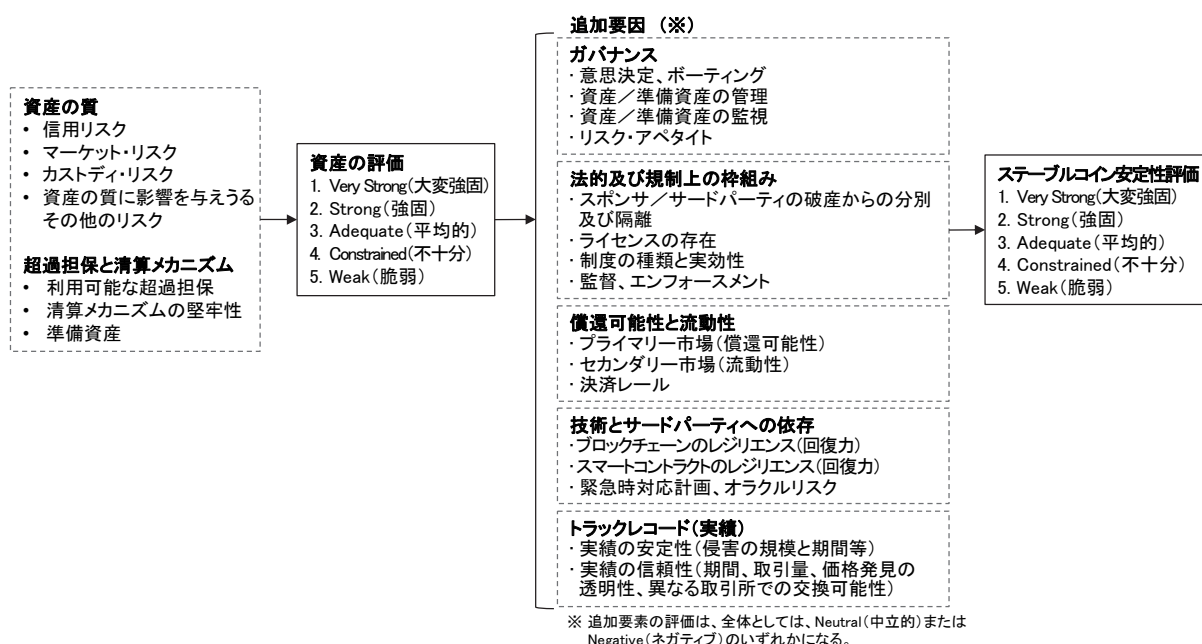 資産の質
• 信用リスク
• マーケット・リスク
• カストディ・リスク
• 資産の質に影響を与えうる
その他のリスク
超過担保と清算メカニズム
• 利用可能な超過担保
• 清算メカニズムの堅牢性
• 準備資産
資産の評価
1. Very Strong(大変強固)
2. Strong(強固)
3. Adequate(平均的)
4. Constrained(不十分)
5. Weak(脆弱)
追加要因 (※)
ガバナンス
・意思決定、ボーティング
・資産／準備資産の管理
・資産／準備資産の監視
・リスク・アペタイト
法的及び規制上の枠組み
・スポンサ／サードパーティの破産からの分別
及び隔離
・ライセンスの存在
・制度の種類と実効性
・監督、エンフォースメント
償還可能性と流動性
・プライマリー市場(償還可能性)
・セカンダリー市場(流動性)
・決済レール
技術とサードパーティへの依存
・ブロックチェーンのレジリエンス(回復力)
・スマートコントラクトのレジリエンス(回復力)
・緊急時対応計画、オラクルリスク
トラックレコード(実績)
・実績の安定性(侵害の規模と期間等)
・実績の信頼性(期間、取引量、価格発見の
透明性、異なる取引所での交換可能性)
※ 追加要素の評価は、全体としては、Neutral(中立的)または
Negative(ネガティブ)のいずれかになる。
ステーブルコイン安定性評価
1. Very Strong(大変強固)
2. Strong(強固)
3. Adequate(平均的)
4. Constrained(不十分)
5. Weak(脆弱)